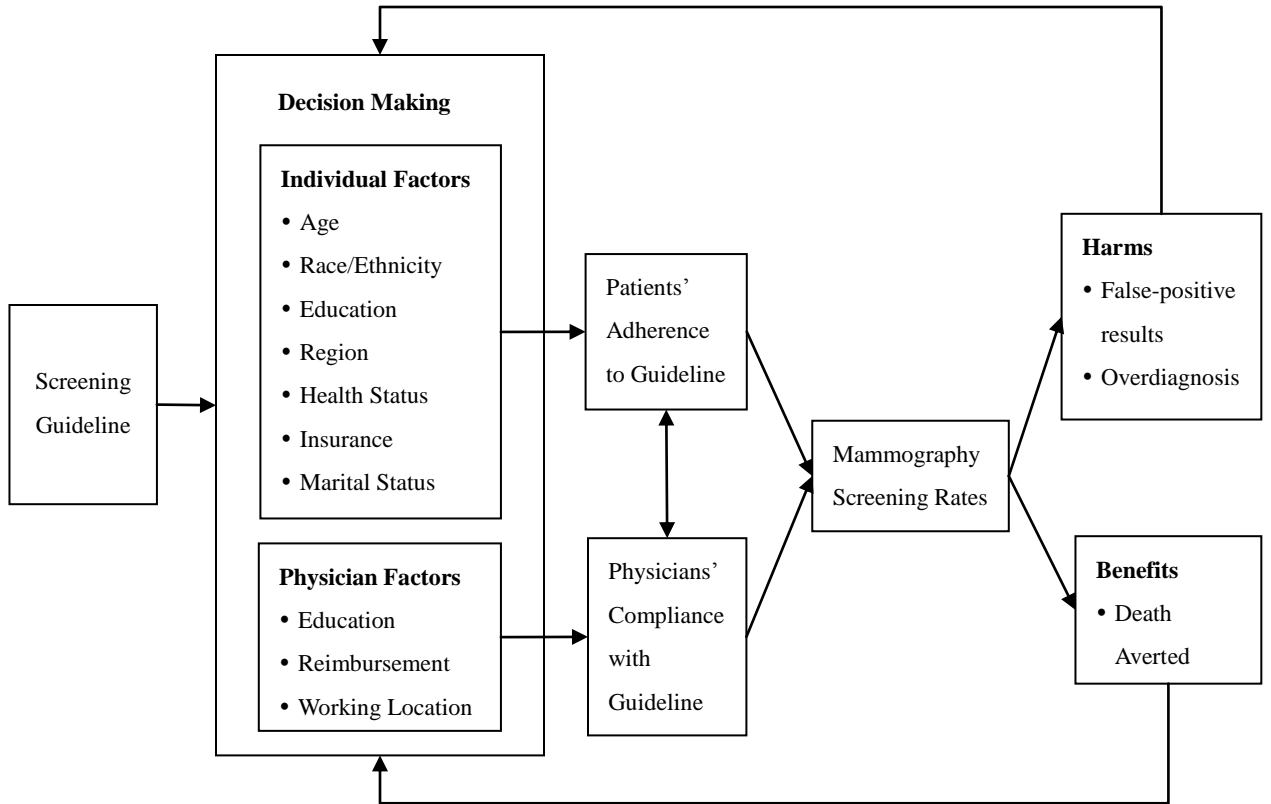 Screening
Guideline
Decision Making
Individual Factors
• Age
• Race/Ethnicity
• Education
• Region
• Health Status
• Insurance
• Marital Status
Physician Factors
• Education
• Reimbursement
• Working Location
Patients’
Adherence
to Guideline
Physicians’
Compliance
with
Guideline
Mammography
Screening Rates
Harms
• False-positive
results
• Overdiagnosis
Benefits
• Death
Averted